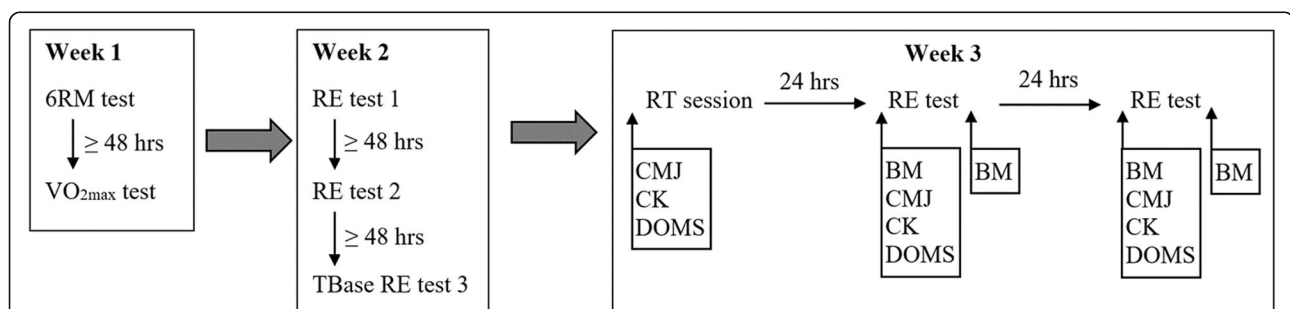 Week 1
6RM test
≥ 48 hrs
VO2max test
Week 2
RE test 1
≥ 48 hrs
RE test 2
≥ 48 hrs
TBase RE test 3
Week 3
RT session
24 hrs
RE test
24 hrs
RE test
CMJ
CK
DOMS
BM
CMJ
CK
DOMS
BM
BM
CMJ
CK
DOMS
BM